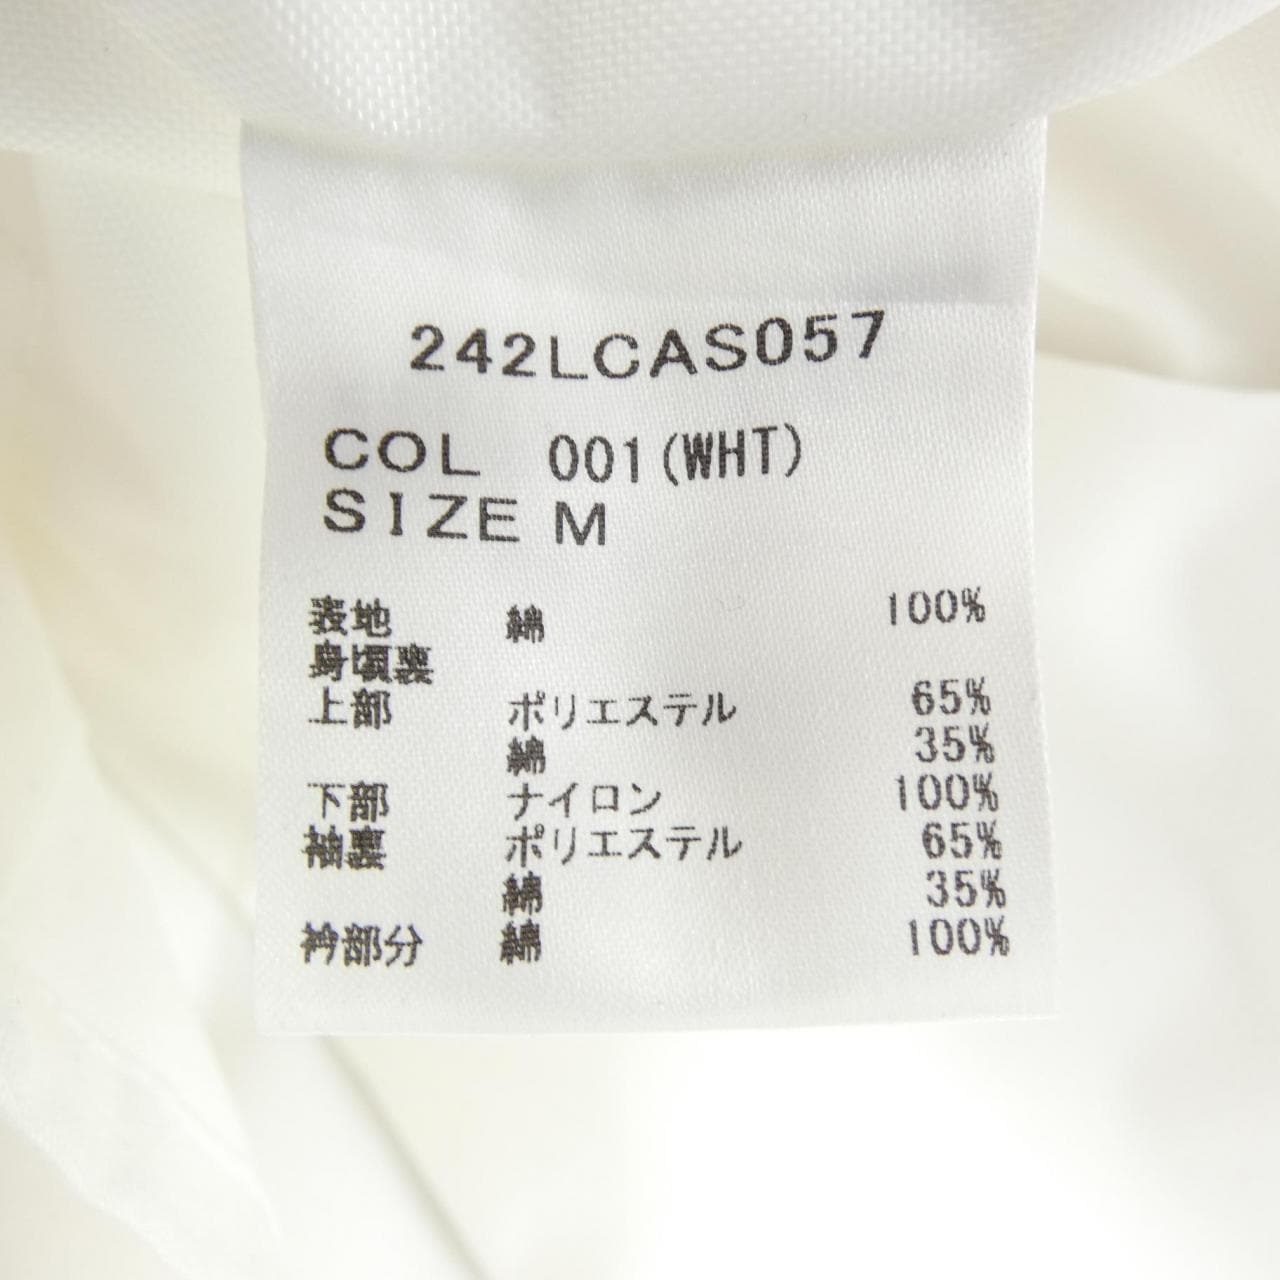 242LCAS057
COL 001(WHT)
SIZE M
表地 綿 100%
身頃裏
上部 ポリエステル 65%
綿 35%
下部 ナイロン 100%
袖裏 ポリエステル 65%
綿 35%
衿部分 綿 100%